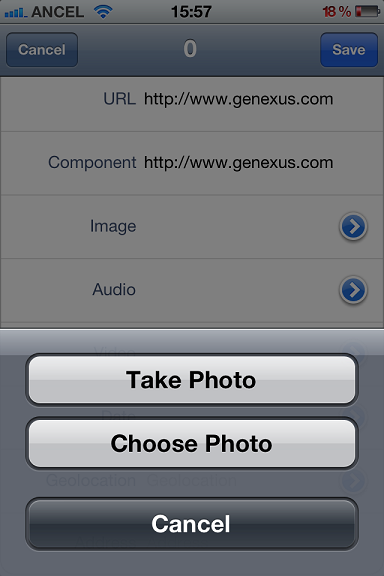 ANCEL 15:57 18 %
Cancel 0 Save
URL http://www.genexus.com
Component http://www.genexus.com
Image
Audio
Video
Take Photo
Date
Choose Photo
Geolocation Geolocation
Cancel